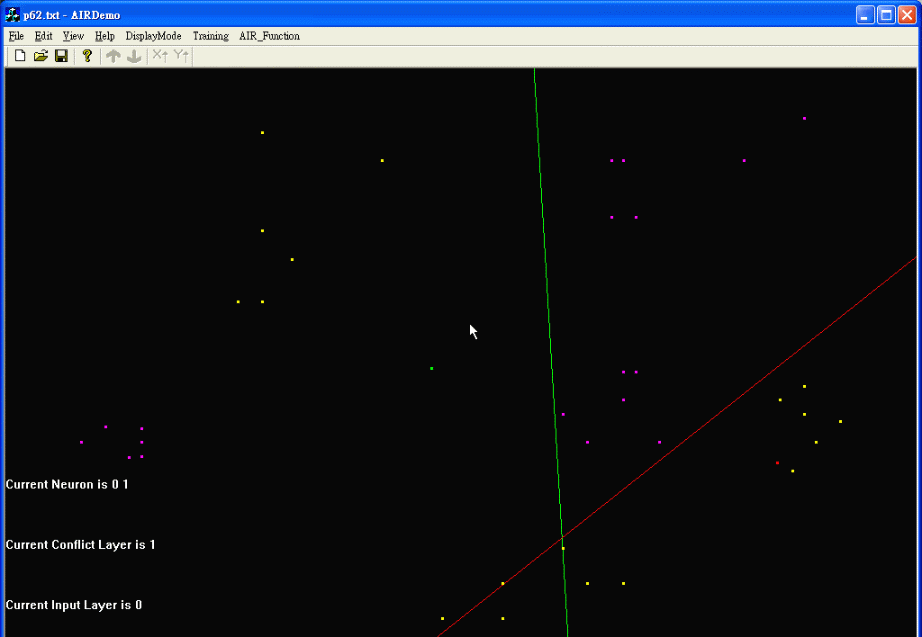 p62.txt - AIRDemo
File Edit View Help DisplayMode Training AIR_Function
X↑ Y↑
Current Neuron is 0 1
Current Conflict Layer is 1
Current Input Layer is 0